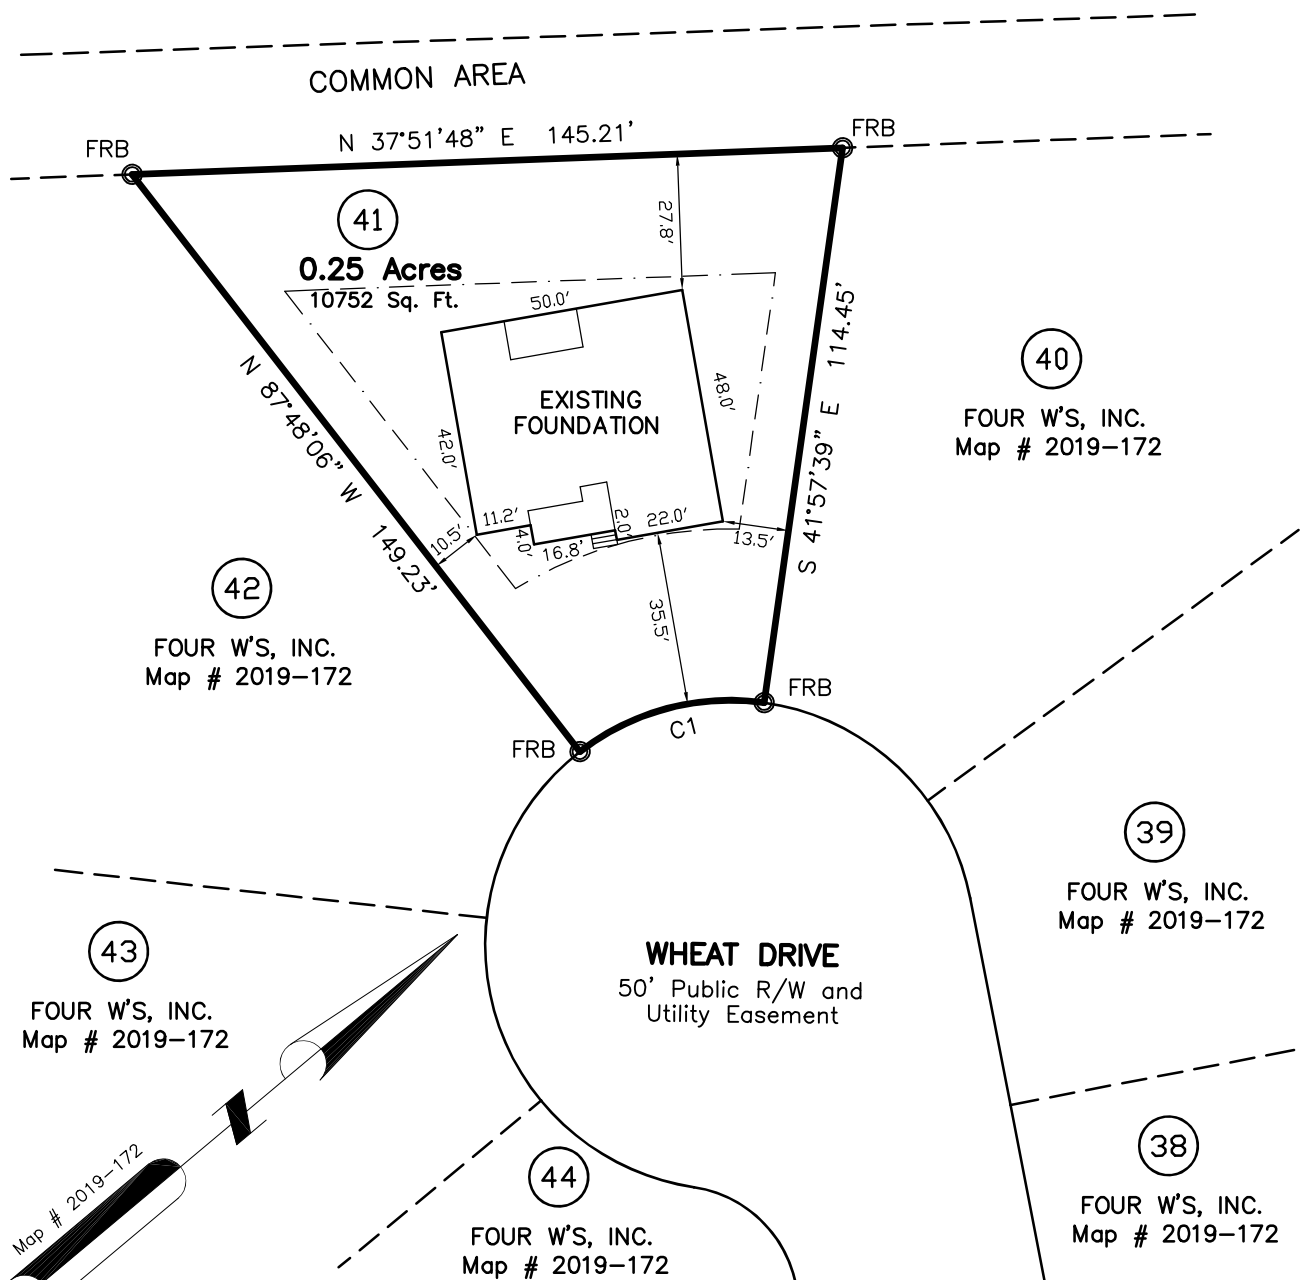 COMMON AREA
FRB
N 37°51'48" E 145.21'
FRB
41
0.25 Acres
10752 Sq. Ft.
27.8'
50.0'
N 87°48'06" W 149.23'
EXISTING
FOUNDATION
48.0'
42.0'
S 41°57'39" E 114.45'
40
FOUR W'S, INC.
Map # 2019-172
11.2'
4.0'
16.8'
2.0'
22.0'
10.5'
13.5'
35.5'
42
FOUR W'S, INC.
Map # 2019-172
FRB
C1
FRB
39
FOUR W'S, INC.
Map # 2019-172
43
FOUR W'S, INC.
Map # 2019-172
WHEAT DRIVE
50' Public R/W and
Utility Easement
Map # 2019-172
44
FOUR W'S, INC.
Map # 2019-172
38
FOUR W'S, INC.
Map # 2019-172